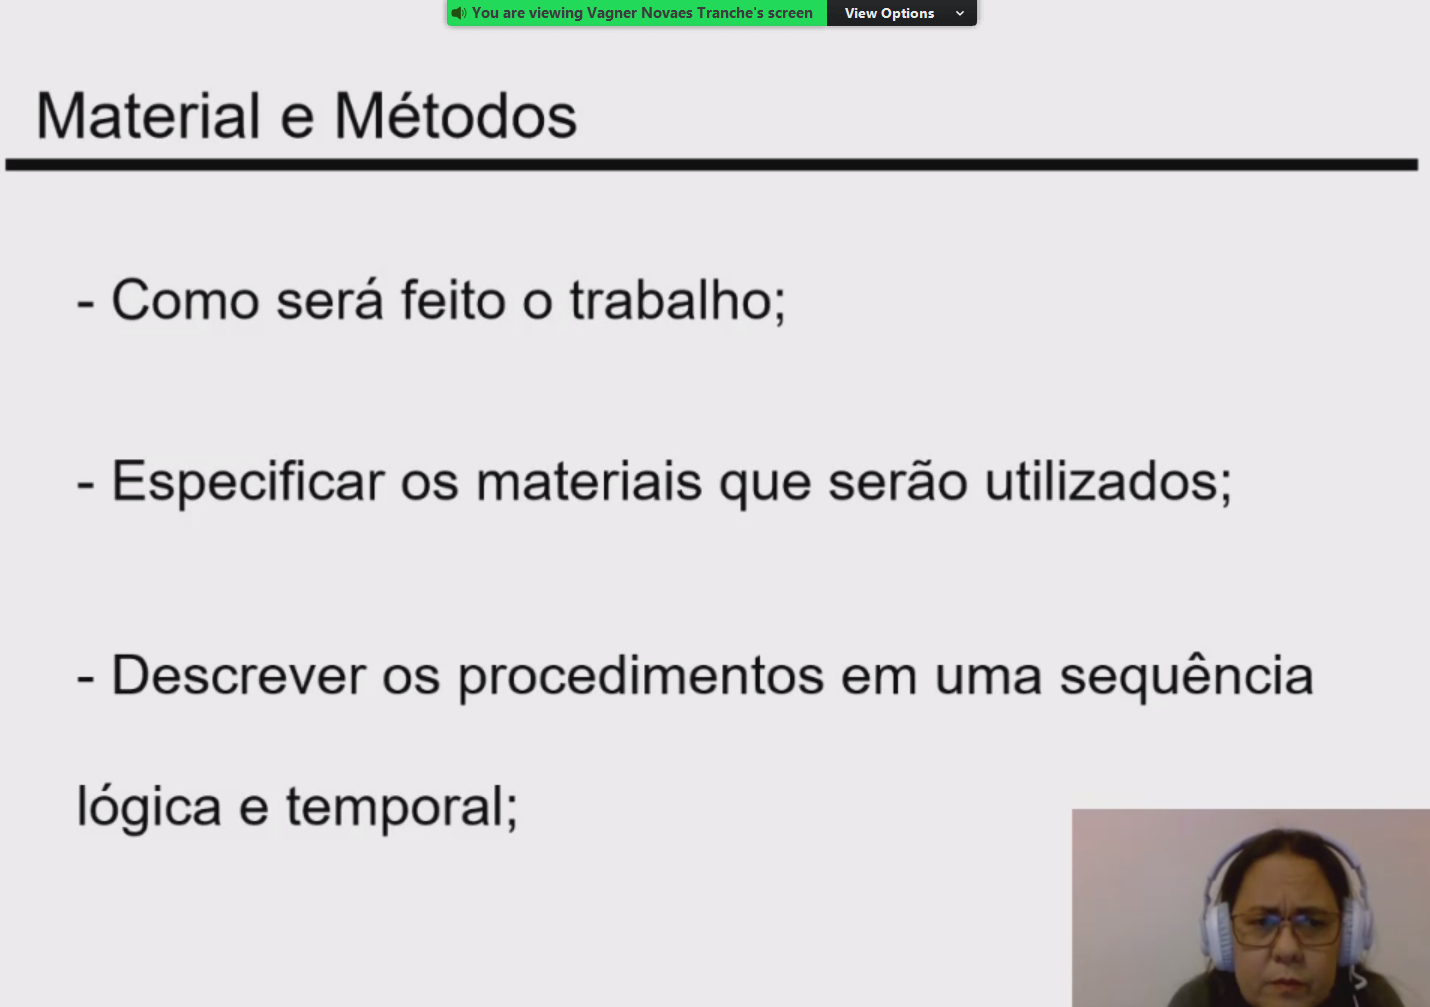 You are viewing Vagner Novaes Tranche's screen
View Options
Material e Métodos
- Como será feito o trabalho;
- Especificar os materiais que serão utilizados;
- Descrever os procedimentos em uma sequência
lógica e temporal;